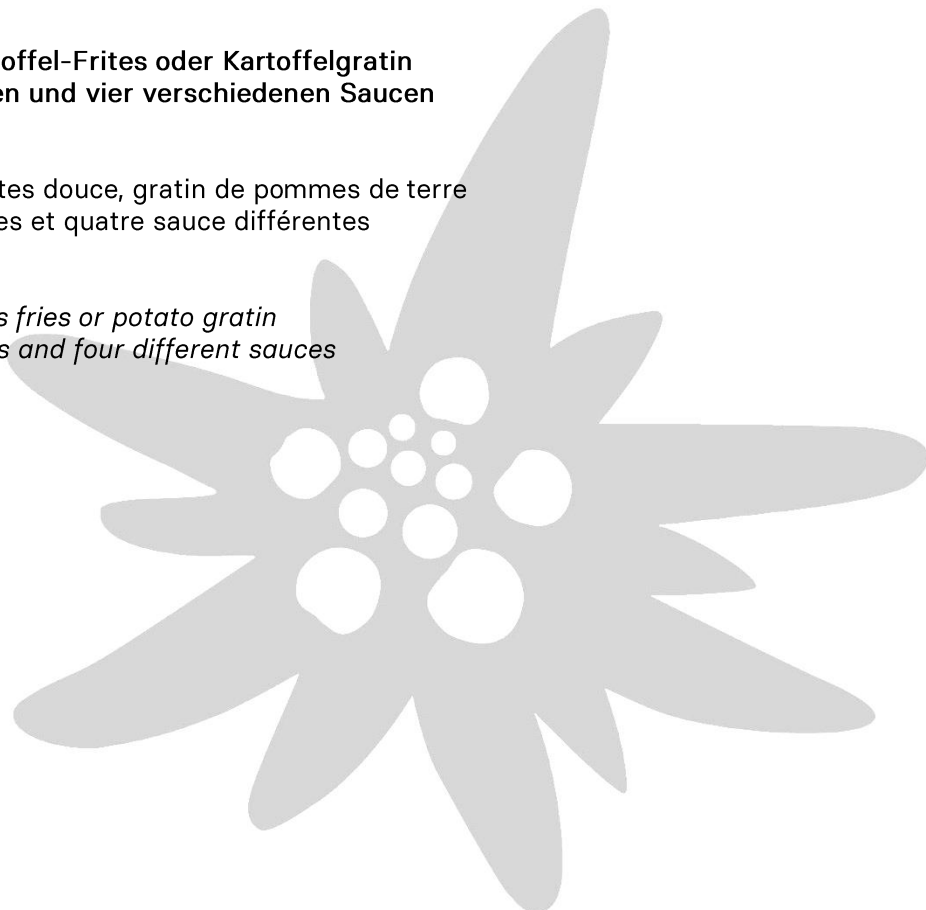 offel-Frites oder Kartoffelgratin
en und vier verschiedenen Saucen
tes douce, gratin de pommes de terre
es et quatre sauce différentes
s fries or potato gratin
s and four different sauces